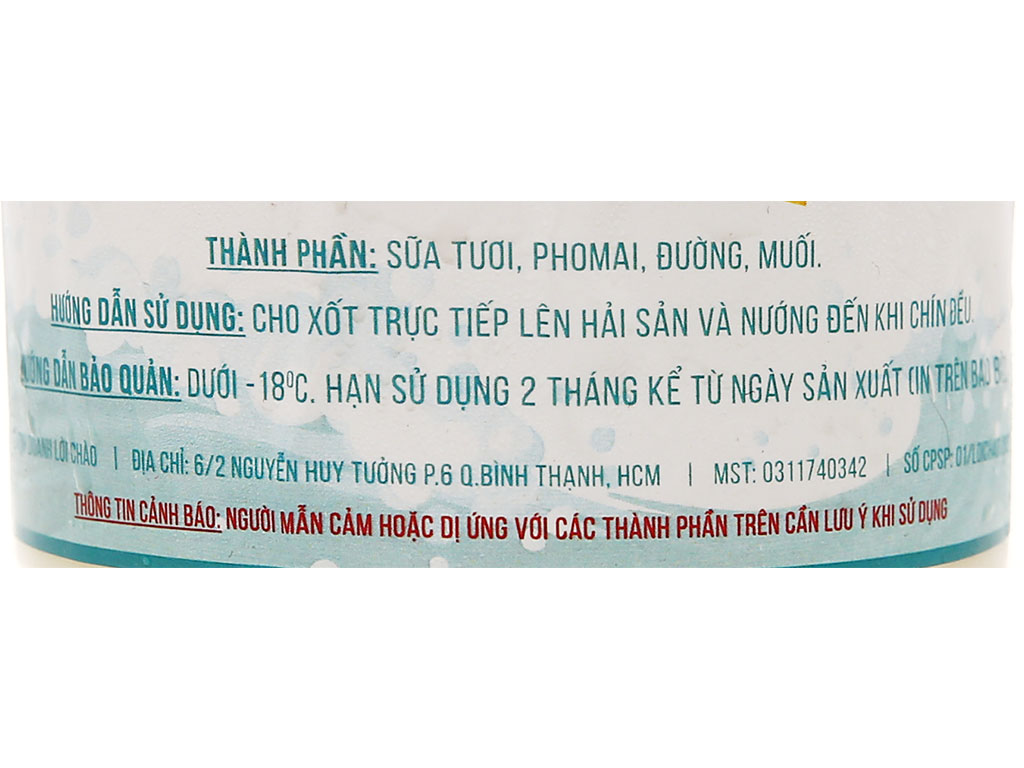 THÀNH PHẦN: SỮA TƯƠI, PHOMAI, ĐƯỜNG, MUỐI.
HƯỚNG DẪN SỬ DỤNG: CHO XỐT TRỰC TIẾP LÊN HẢI SẢN VÀ NƯỚNG ĐẾN KHI CHÍN ĐỀU.
HƯỚNG DẪN BẢO QUẢN: DƯỚI -18⁰C. HẠN SỬ DỤNG 2 THÁNG KỂ TỪ NGÀY SẢN XUẤT (IN TRÊN BAO
DOANH LÓI CHÀO | ĐỊA CHỈ: 6/2 NGUYỄN HUY TƯỞNG P.6 Q.BÌNH THẠNH, HCM | MST: 0311740342 | SỐ CPSP:
THÔNG TIN CẢNH BÁO: NGƯỜI MẪN CẢM HOẶC DỊ ỨNG VỚI CÁC THÀNH PHẦN TRÊN CẦN LƯU Ý KHI SỬ DỤNG